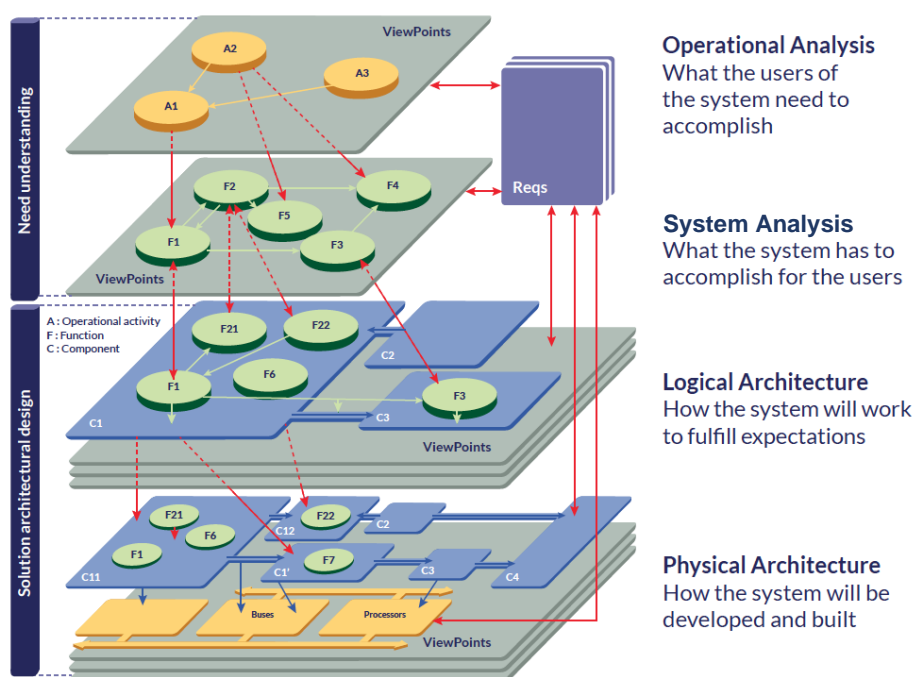 Need understanding
ViewPoints
A2
A3
A1
Reqs
F2
F4
F5
F1
F3
ViewPoints
Solution architectural design
A : Operational activity
F : Function
C : Component
F21
F22
F6
F1
C1
C2
F3
C3
ViewPoints
F21
F6
F1
C11
F22
C12
C2
F7
C1'
C3
C4
Buses
Processors
ViewPoints
Operational Analysis
What the users of
the system need to
accomplish
System Analysis
What the system has to
accomplish for the users
Logical Architecture
How the system will work
to fulfill expectations
Physical Architecture
How the system will be
developed and built